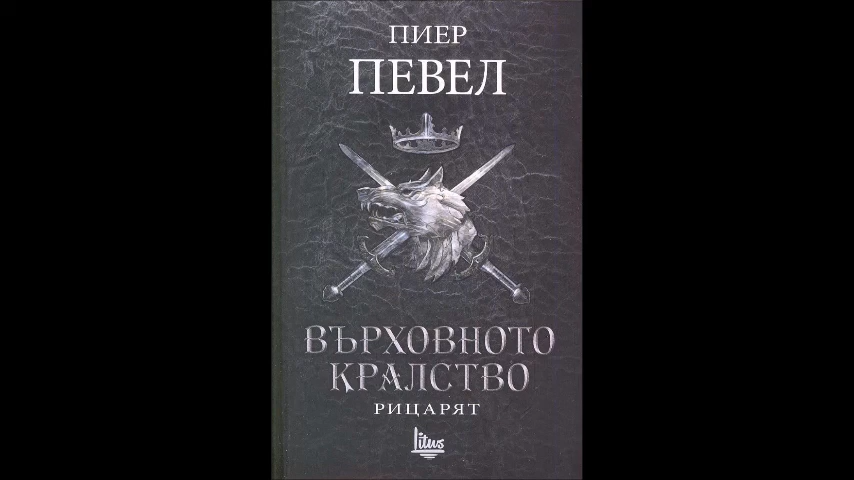 ПИЕР
ПЕВЕЛ
ВЪРХОВНОТО
КРАЛСТВО
РИЦАРЯТ
litus